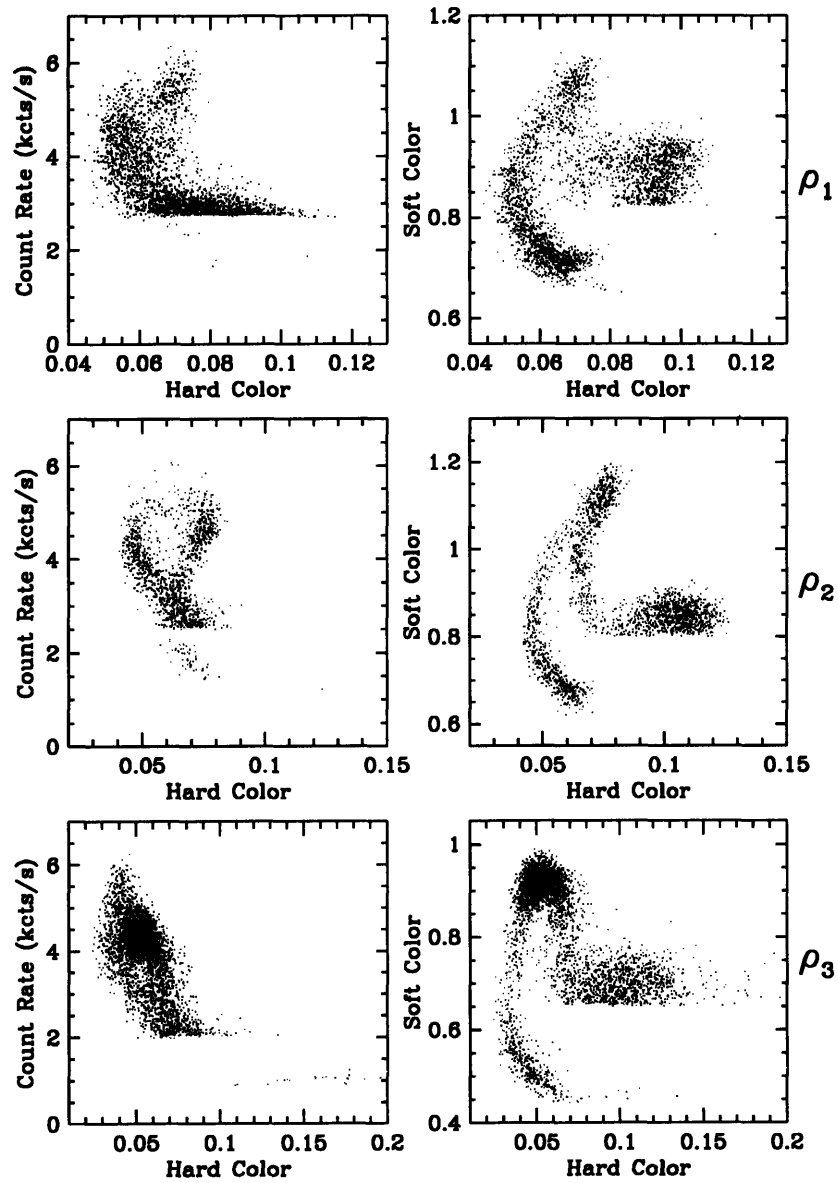 6
4
2
0
Count Rate (kcts/s)
0.04 0.06 0.08 0.1 0.12
Hard Color
1.2
1
0.8
0.6
Soft Color
0.04 0.06 0.08 0.1 0.12
Hard Color
ρ1
6
4
2
0
Count Rate (kcts/s)
0.05 0.1 0.15
Hard Color
1.2
1
0.8
0.6
Soft Color
0.05 0.1 0.15
Hard Color
ρ2
6
4
2
0
Count Rate (kcts/s)
0.05 0.1 0.15 0.2
Hard Color
1
0.8
0.6
0.4
Soft Color
0.05 0.1 0.15 0.2
Hard Color
ρ3